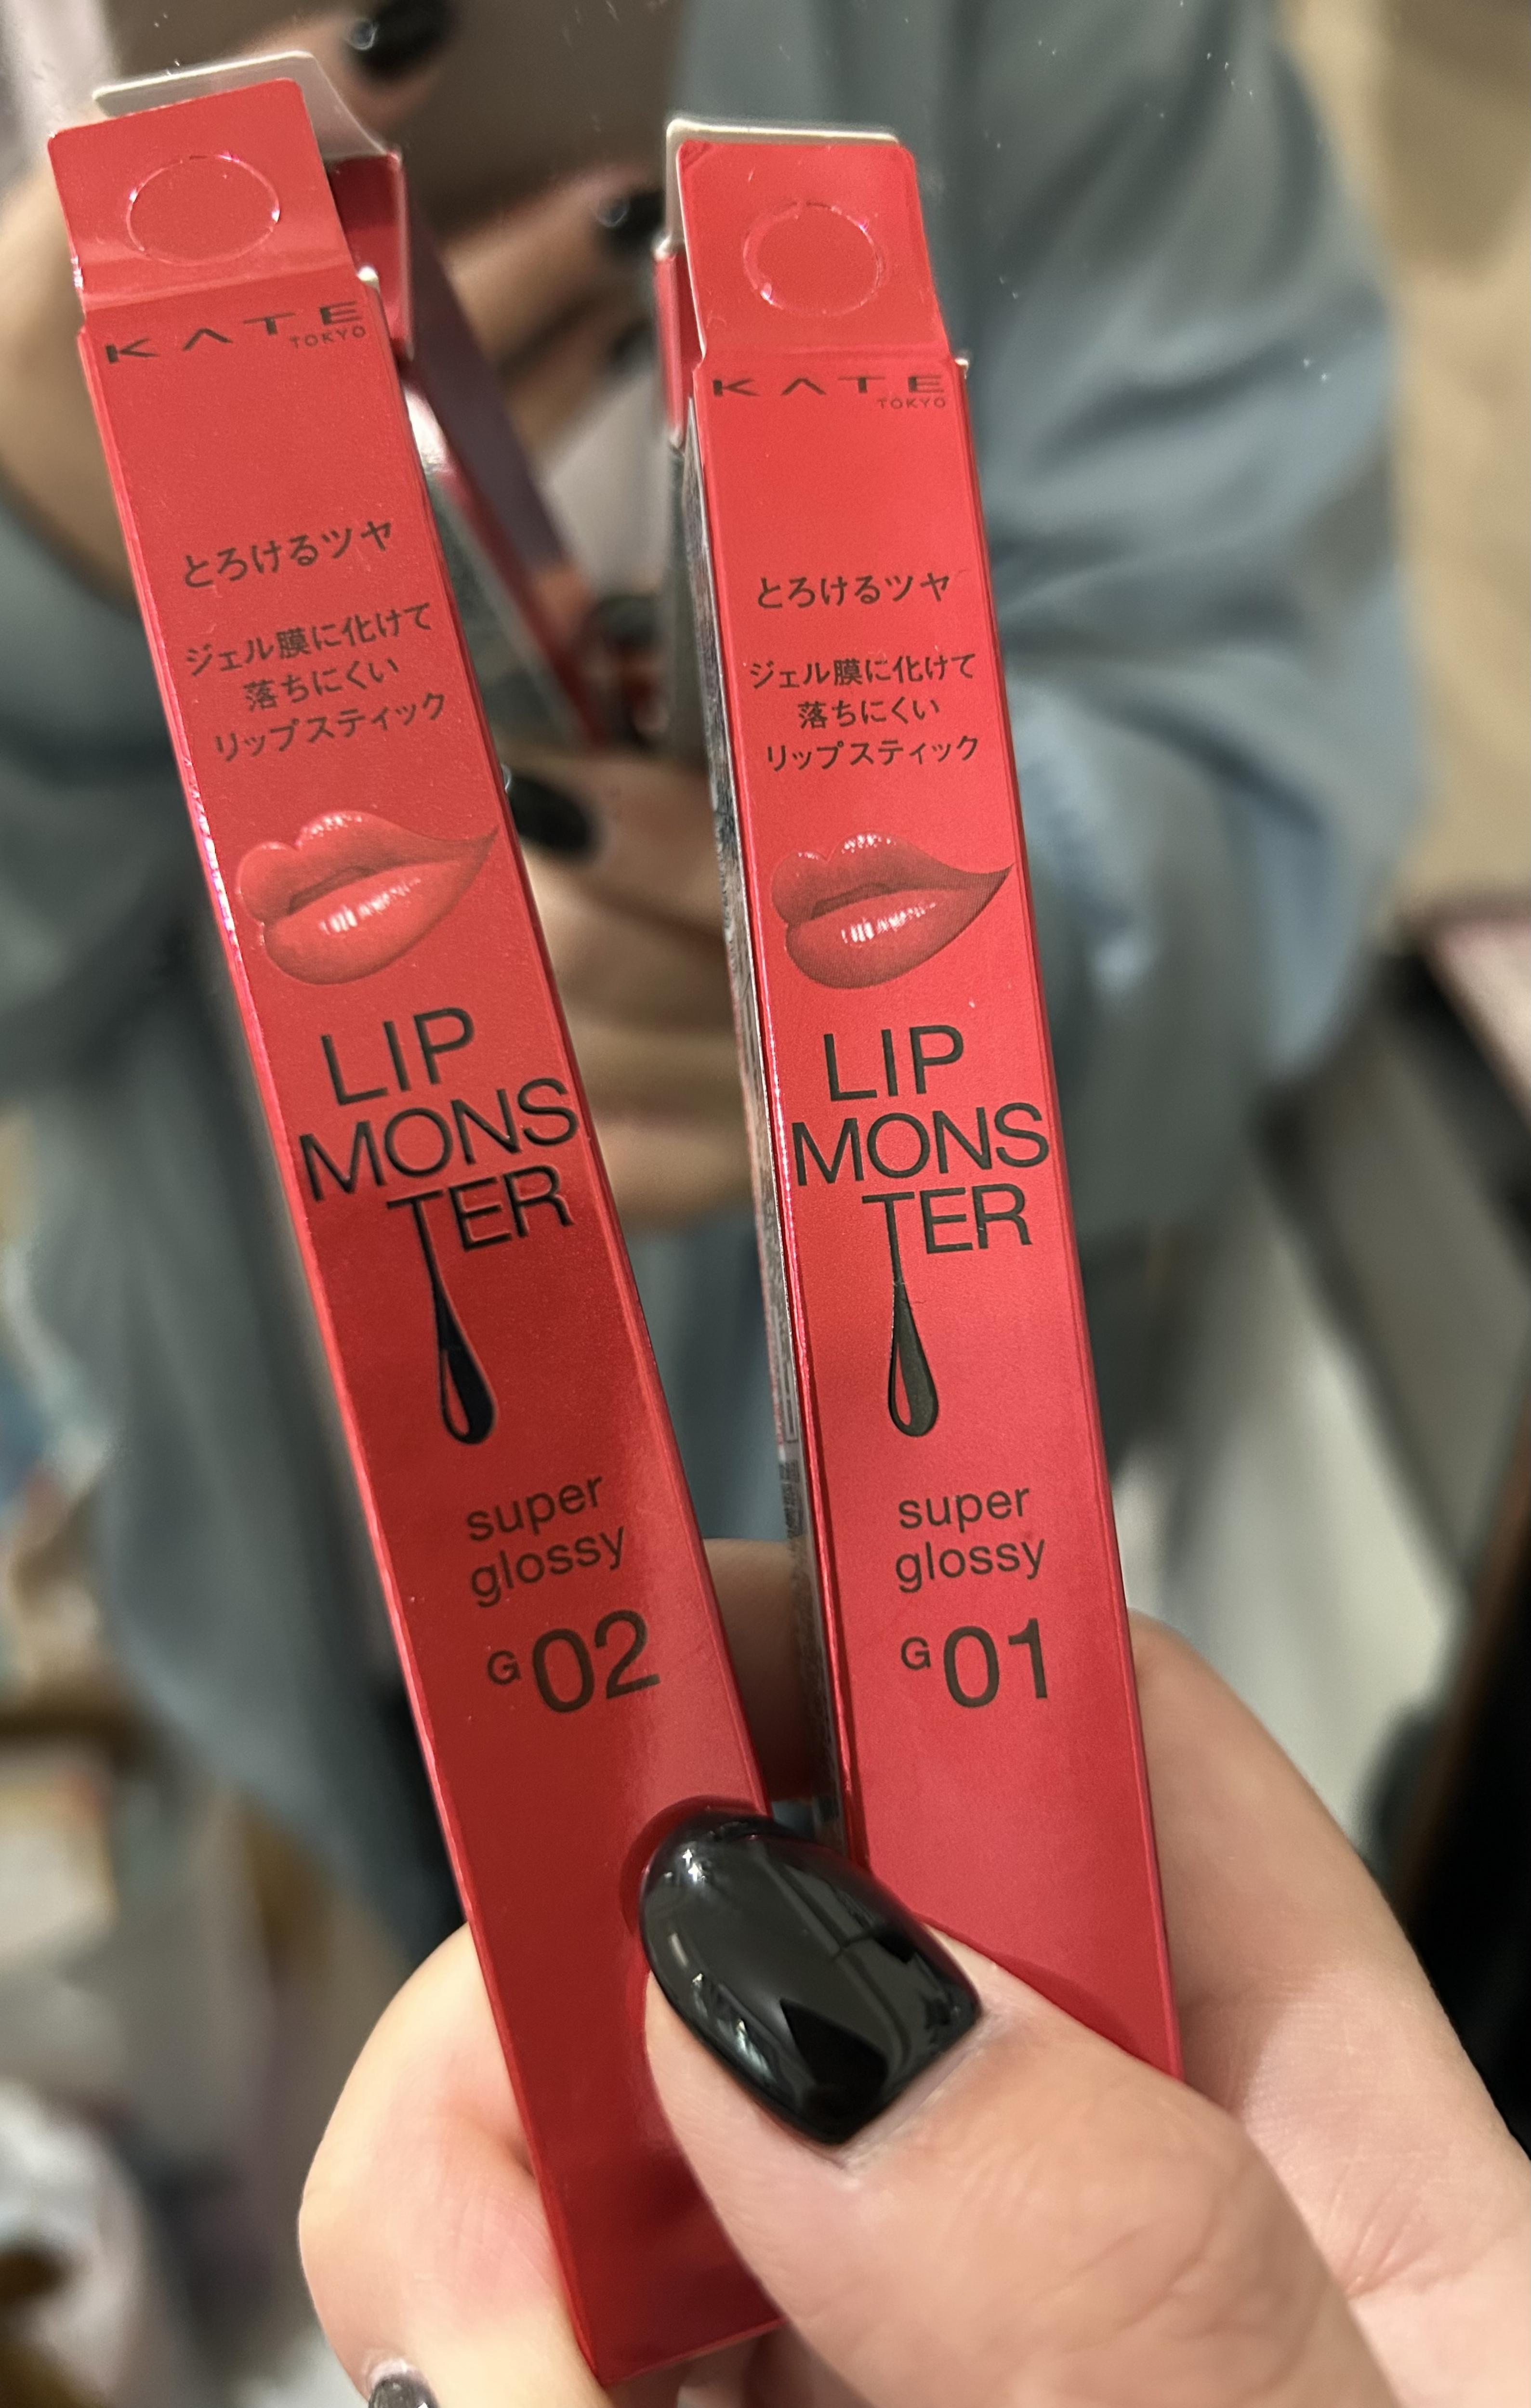 KATE
TOKYO
とろけるツヤ
ジェル膜に化けて
落ちにくい
リップスティック
LIP
MONS
TER
super
glossy
G02
KATE
TOKYO
とろけるツヤ
ジェル膜に化けて
落ちにくい
リップスティック
LIP
MONS
TER
super
glossy
G01